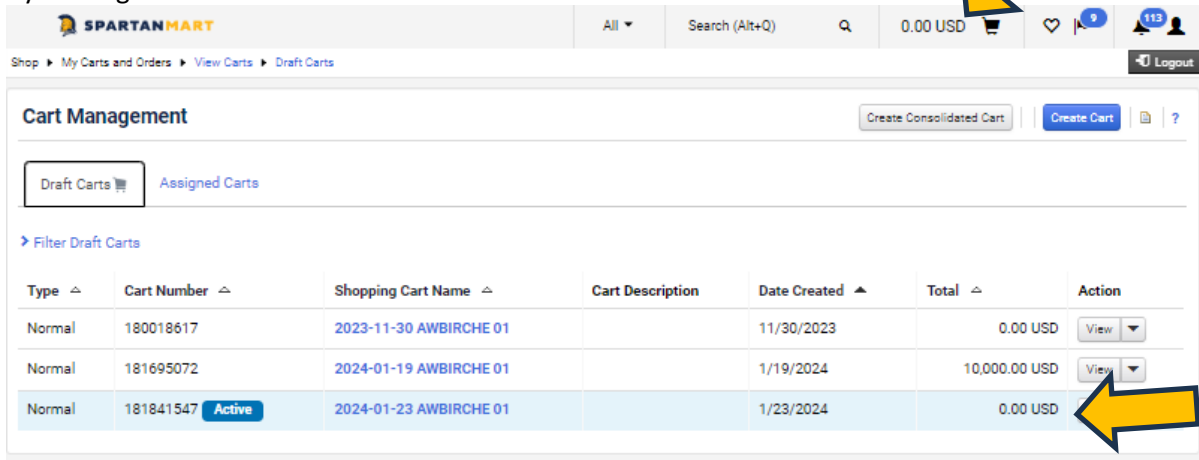 SPARTANMART All Search (Alt+Q) 0.00 USD 9 113
Shop My Carts and Orders View Carts Draft Carts Logout
Cart Management Create Consolidated Cart Create Cart ?
Draft Carts Assigned Carts
Filter Draft Carts
Type Cart Number Shopping Cart Name Cart Description Date Created Total Action
Normal 180018617 2023-11-30 AWBIRCHE 01 11/30/2023 0.00 USD View
Normal 181695072 2024-01-19 AWBIRCHE 01 1/19/2024 10,000.00 USD View
Normal 181841547 Active 2024-01-23 AWBIRCHE 01 1/23/2024 0.00 USD